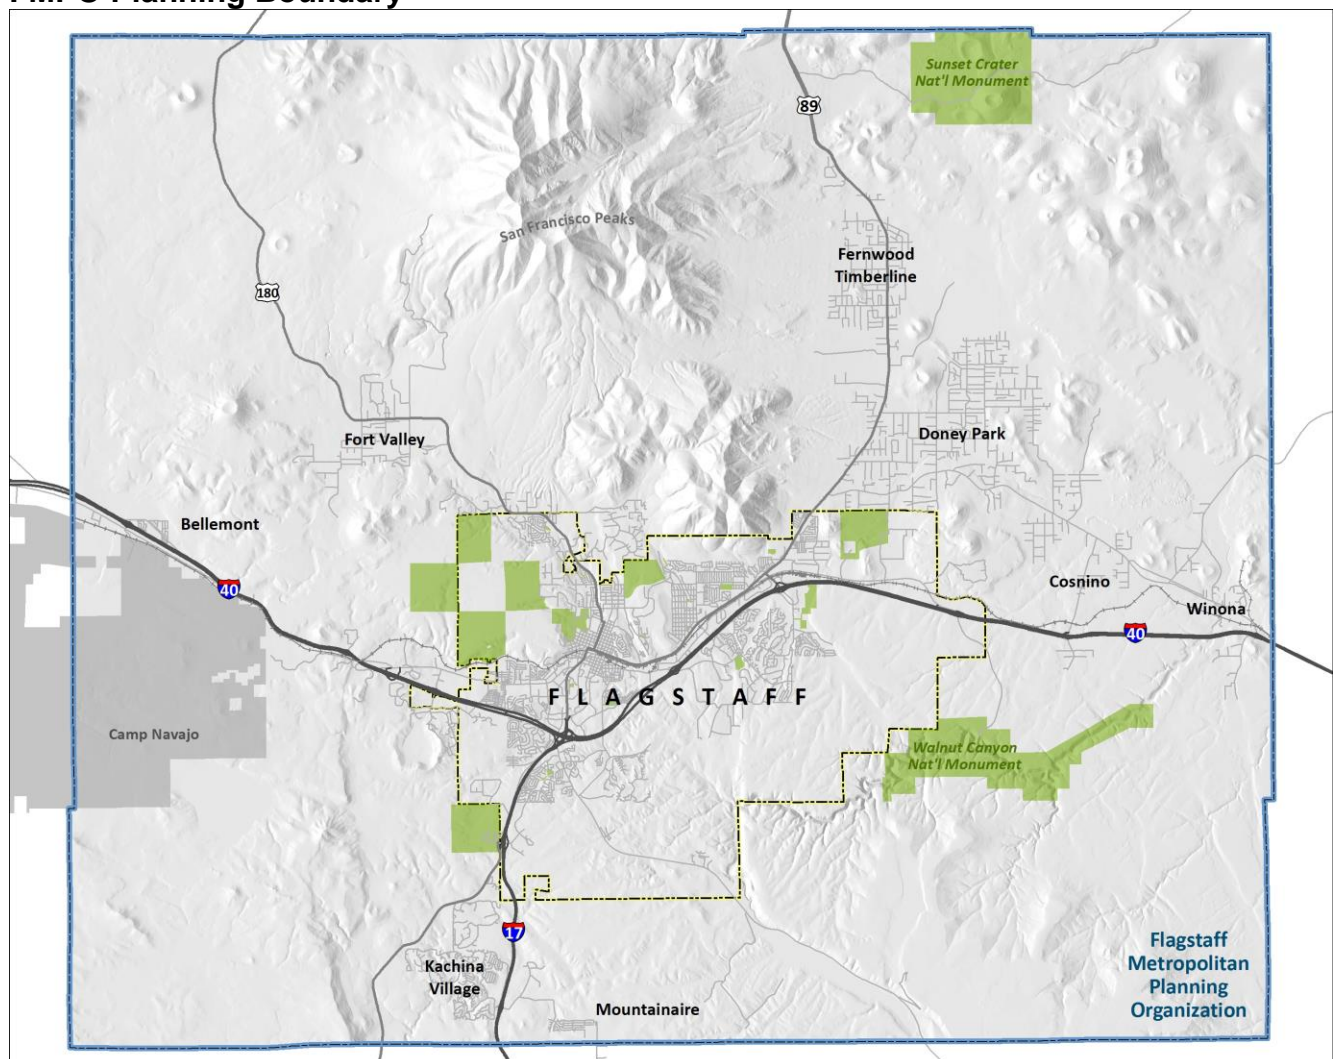 FMPO Planning Boundary
Sunset Crater
Nat'l Monument
89
San Francisco Peaks
Fernwood
Timberline
180
Fort Valley
Doney Park
Bellemont
40
Cosnino
Winona
40
FLAGSTAFF
Camp Navajo
Walnut Canyon
Nat'l Monument
17
Kachina
Village
Mountainaire
Flagstaff
Metropolitan
Planning
Organization